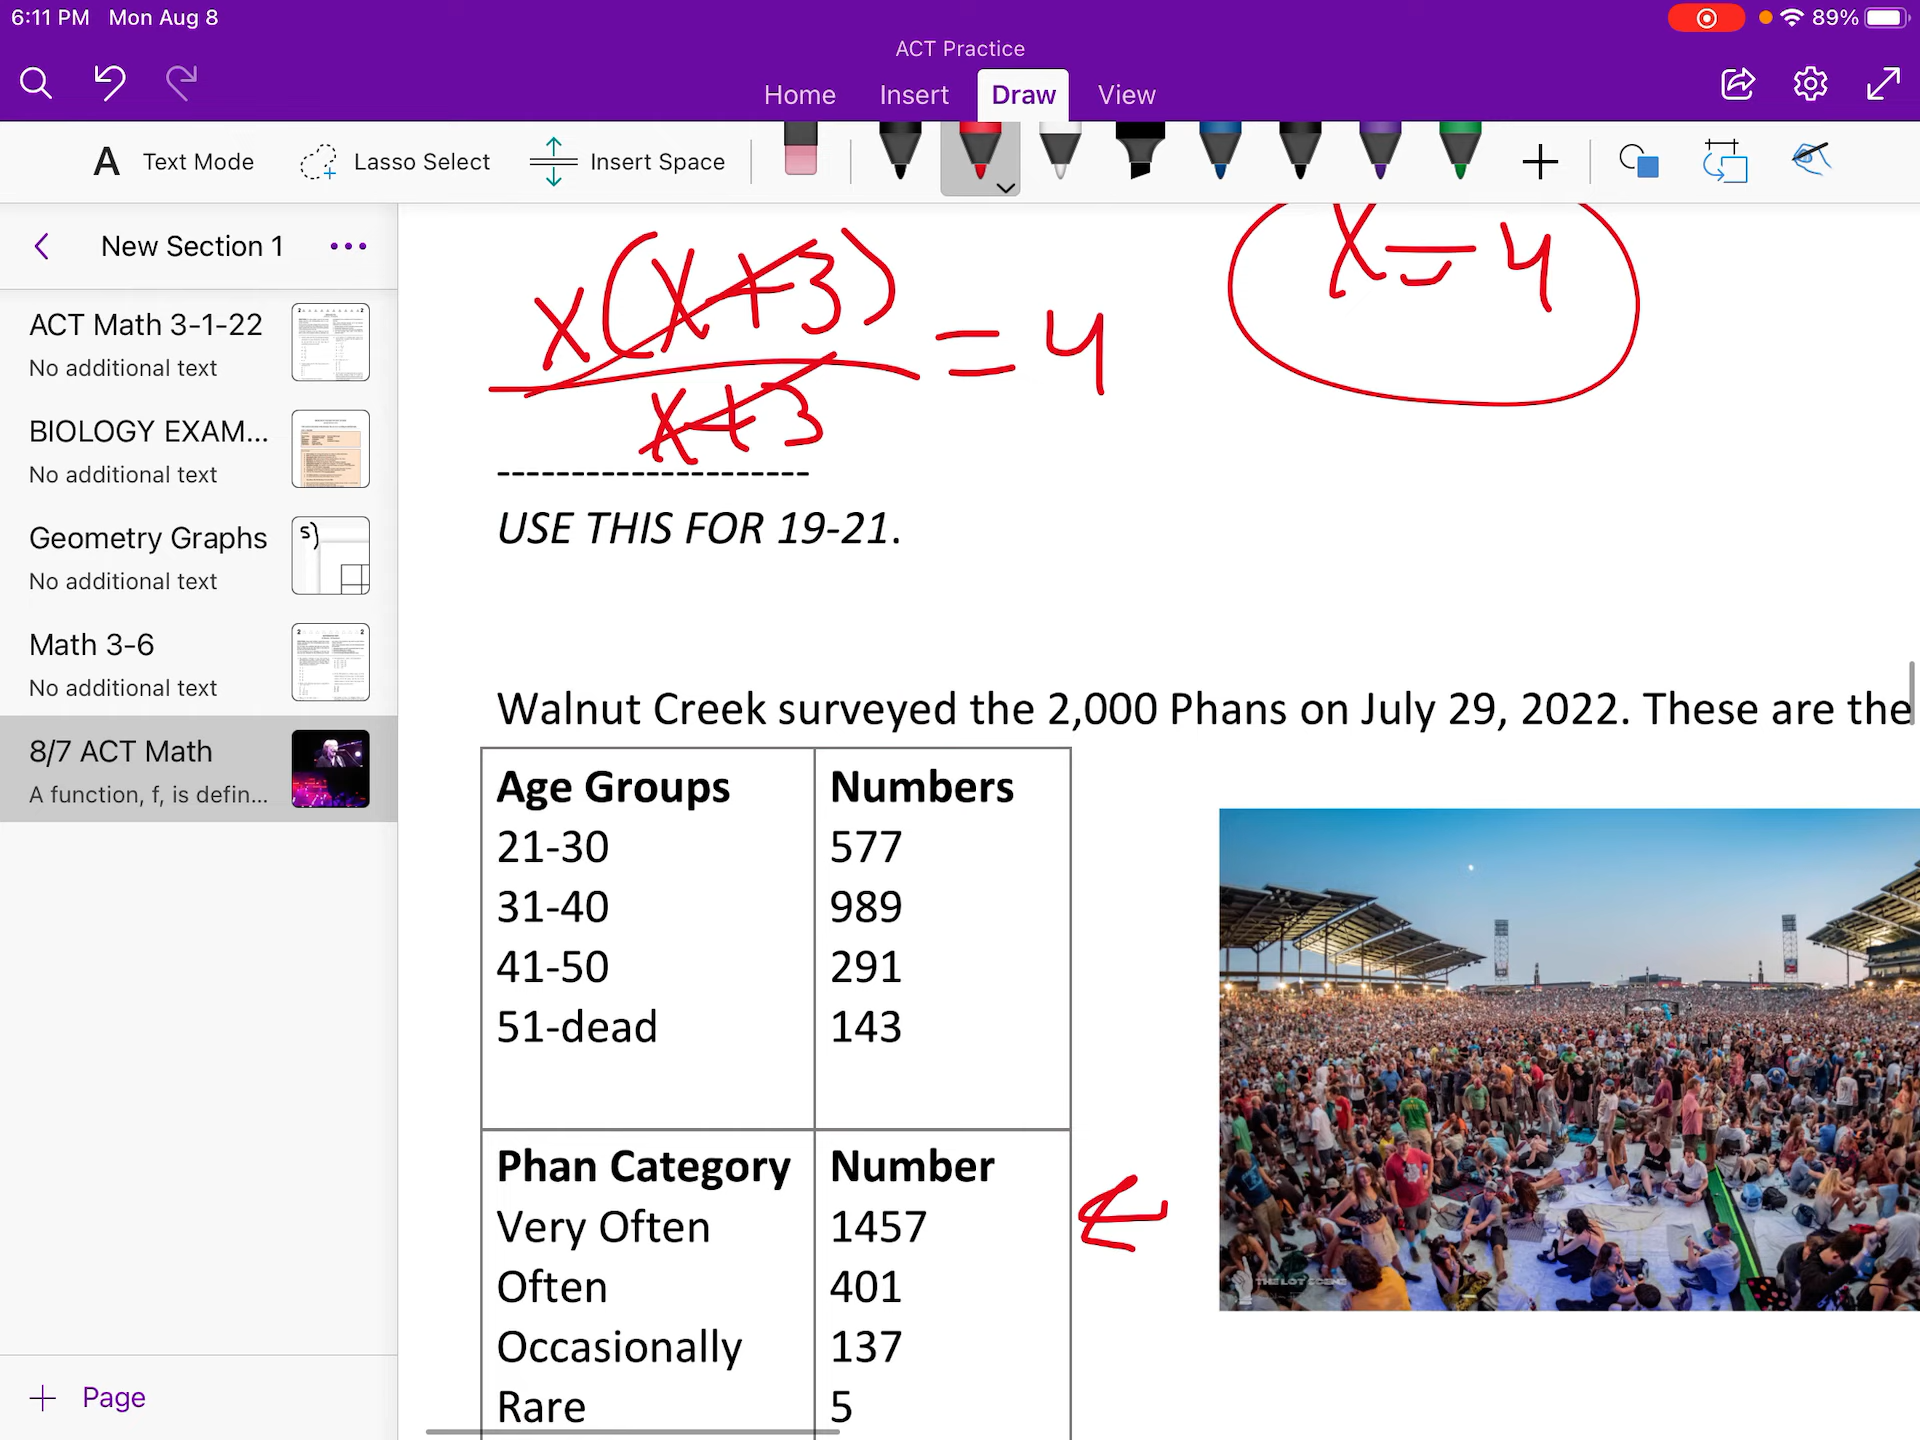 6:11 PM Mon Aug 8
89%
ACT Practice
Home Insert Draw View
A Text Mode Lasso Select Insert Space
New Section 1
ACT Math 3-1-22
No additional text
BIOLOGY EXAM...
No additional text
Geometry Graphs
No additional text
5)
Math 3-6
No additional text
8/7 ACT Math
A function, f, is defin...
Page
x(x+3)
= 4
x+3
x = 4
---------------------
USE THIS FOR 19-21.
Walnut Creek surveyed the 2,000 Phans on July 29, 2022. These are the
Age Groups Numbers
21-30 577
31-40 989
41-50 291
51-dead 143
Phan Category Number
Very Often 1457
Often 401
Occasionally 137
Rare 5
THE LOT SCENE